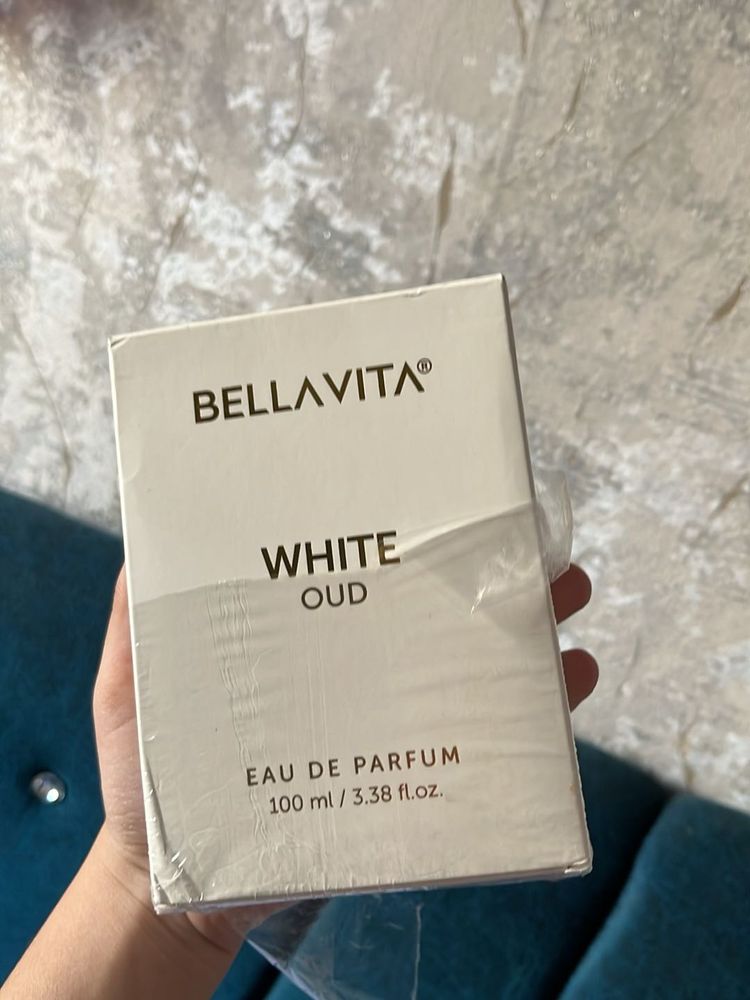 BELLAVITA®
WHITE
OUD
EAU DE PARFUM
100 ml / 3.38 fl.oz.